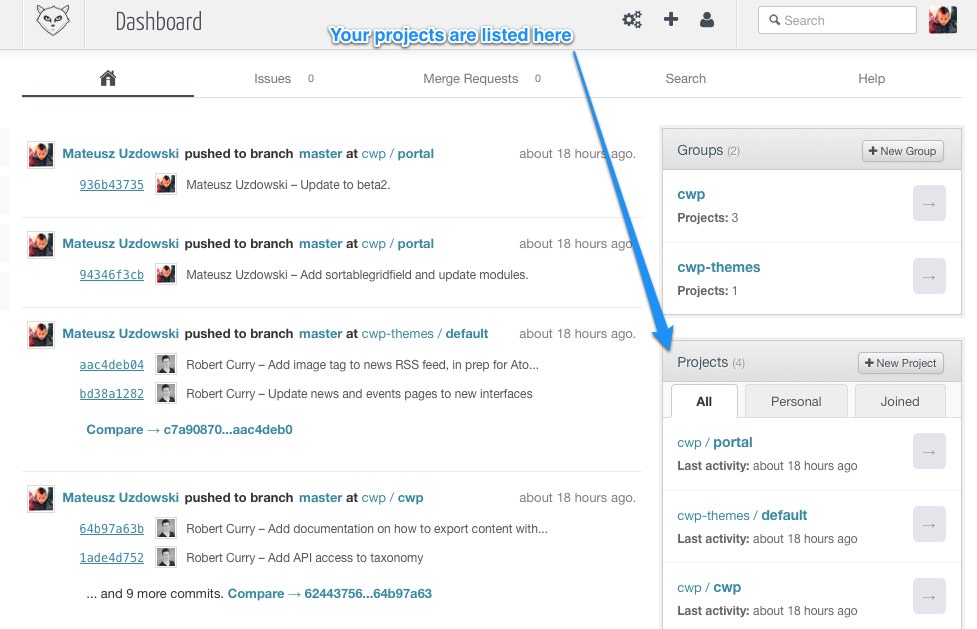 Dashboard
Search
Your projects are listed here
Issues 0
Merge Requests 0
Search
Help
Mateusz Uzdowski pushed to branch master at cwp / portal about 18 hours ago.
936b43735 Mateusz Uzdowski – Update to beta2.
Mateusz Uzdowski pushed to branch master at cwp / portal about 18 hours ago.
94346f3cb Mateusz Uzdowski – Add sortablegridfield and update modules.
Mateusz Uzdowski pushed to branch master at cwp-themes / default about 18 hours ago.
aac4deb04 Robert Curry – Add image tag to news RSS feed, in prep for Ato...
bd38a1282 Robert Curry – Update news and events pages to new interfaces
Compare → c7a90870...aac4deb0
Mateusz Uzdowski pushed to branch master at cwp / cwp about 18 hours ago.
64b97a63b Robert Curry – Add documentation on how to export content with...
1ade4d752 Robert Curry – Add API access to taxonomy
... and 9 more commits. Compare → 62443756...64b97a63
Groups (2) + New Group
cwp
Projects: 3
→
cwp-themes
Projects: 1
→
Projects (4) + New Project
All Personal Joined
cwp / portal
Last activity: about 18 hours ago
→
cwp-themes / default
Last activity: about 18 hours ago
→
cwp / cwp
Last activity: about 18 hours ago
→